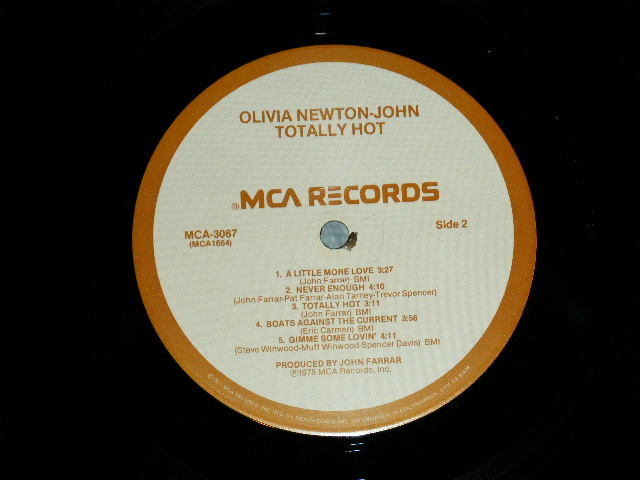 OLIVIA NEWTON-JOHN
TOTALLY HOT
® MCA RECORDS
MCA-3067
(MCA1664)
Side 2
1. A LITTLE MORE LOVE 3:27
(John Farrar) BMI
2. NEVER ENOUGH 4:10
(John Farrar-Pat Farrar-Alan Tarney-Trevor Spencer)
3. TOTALLY HOT 3:11
(John Farrar) BMI
4. BOATS AGAINST THE CURRENT 3:56
(Eric Carmen) BMI
5. GIMME SOME LOVIN' 4:11
(Steve Winwood-Muff Winwood-Spencer Davis) BMI
PRODUCED BY JOHN FARRAR
℗1978 MCA Records, Inc.